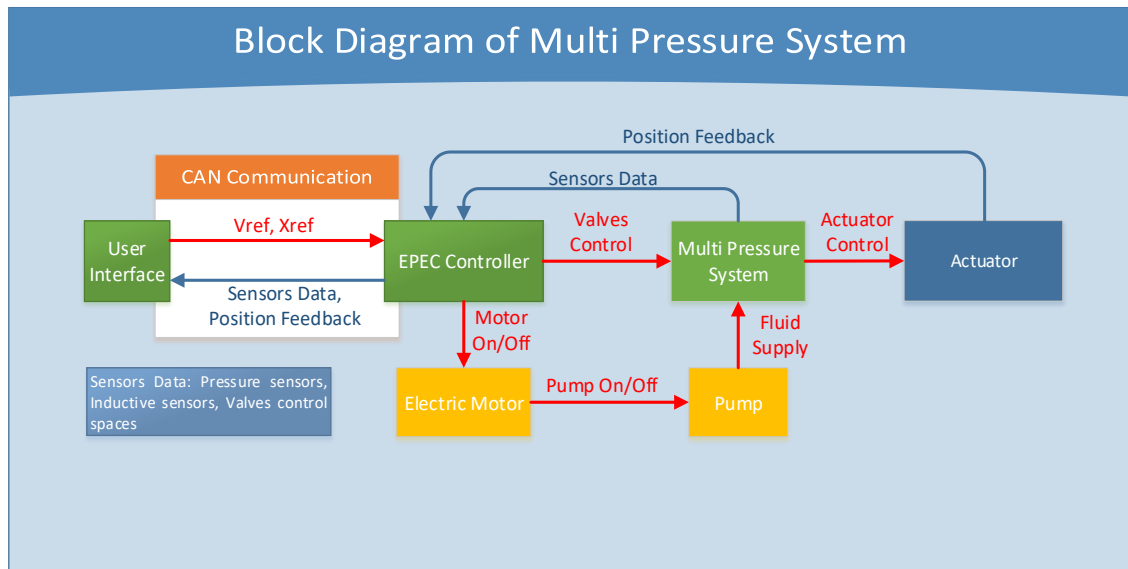 Block Diagram of Multi Pressure System
Position Feedback
CAN Communication
Sensors Data
Vref, Xref
Valves
Control
Actuator
Control
User
Interface
EPEC Controller
Multi Pressure
System
Actuator
Sensors Data,
Position Feedback
Motor
On/Off
Fluid
Supply
Sensors Data: Pressure sensors,
Inductive sensors, Valves control
spaces
Electric Motor
Pump On/Off
Pump